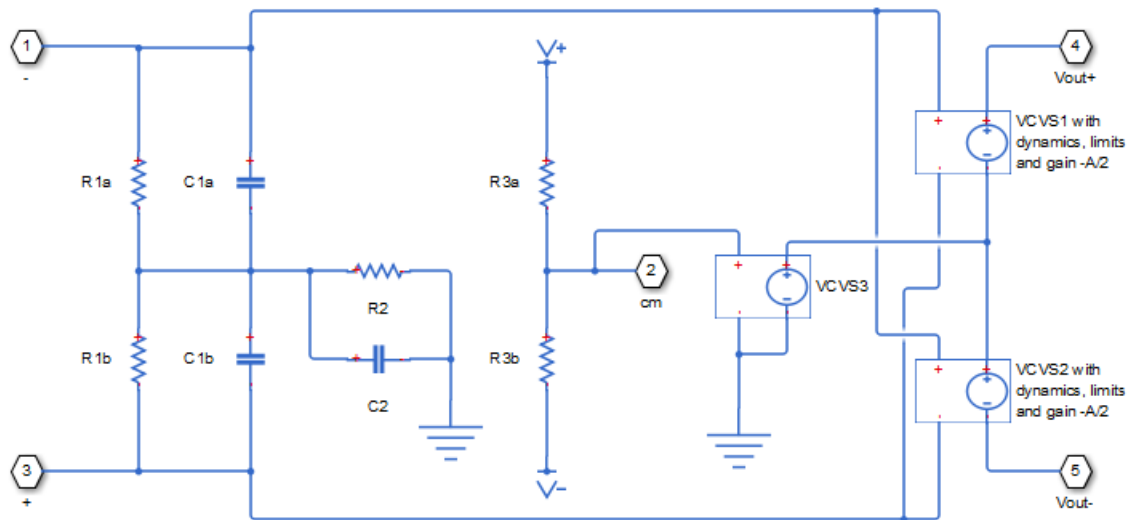 1
-
R1a
C1a
R1b
C1b
R2
C2
3
+
V+
R3a
R3b
V-
2
cm
VCVS3
4
Vout+
VCVS1 with
dynamics, limits
and gain -A/2
VCVS2 with
dynamics, limits
and gain -A/2
5
Vout-